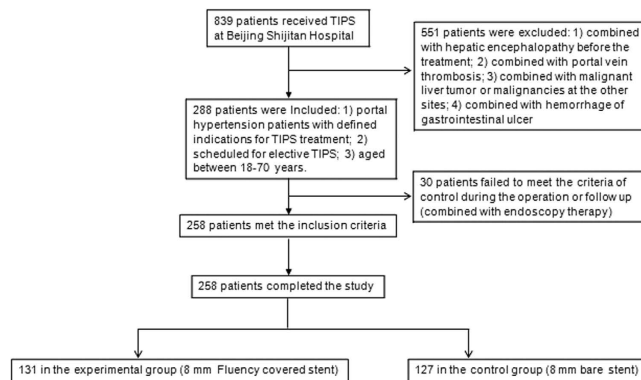 839 patients received TIPS
at Beijing Shijitan Hospital
551 patients were excluded: 1) combined
with hepatic encephalopathy before the
treatment; 2) combined with portal vein
thrombosis; 3) combined with malignant
liver tumor or malignancies at the other
sites; 4) combined with hemorrhage of
gastrointestinal ulcer
288 patients were Included: 1) portal
hypertension patients with defined
indications for TIPS treatment; 2)
scheduled for elective TIPS; 3) aged
between 18-70 years.
30 patients failed to meet the criteria of
control during the operation or follow up
(combined with endoscopy therapy)
258 patients met the inclusion criteria
258 patients completed the study
131 in the experimental group (8 mm Fluency covered stent)
127 in the control group (8 mm bare stent)